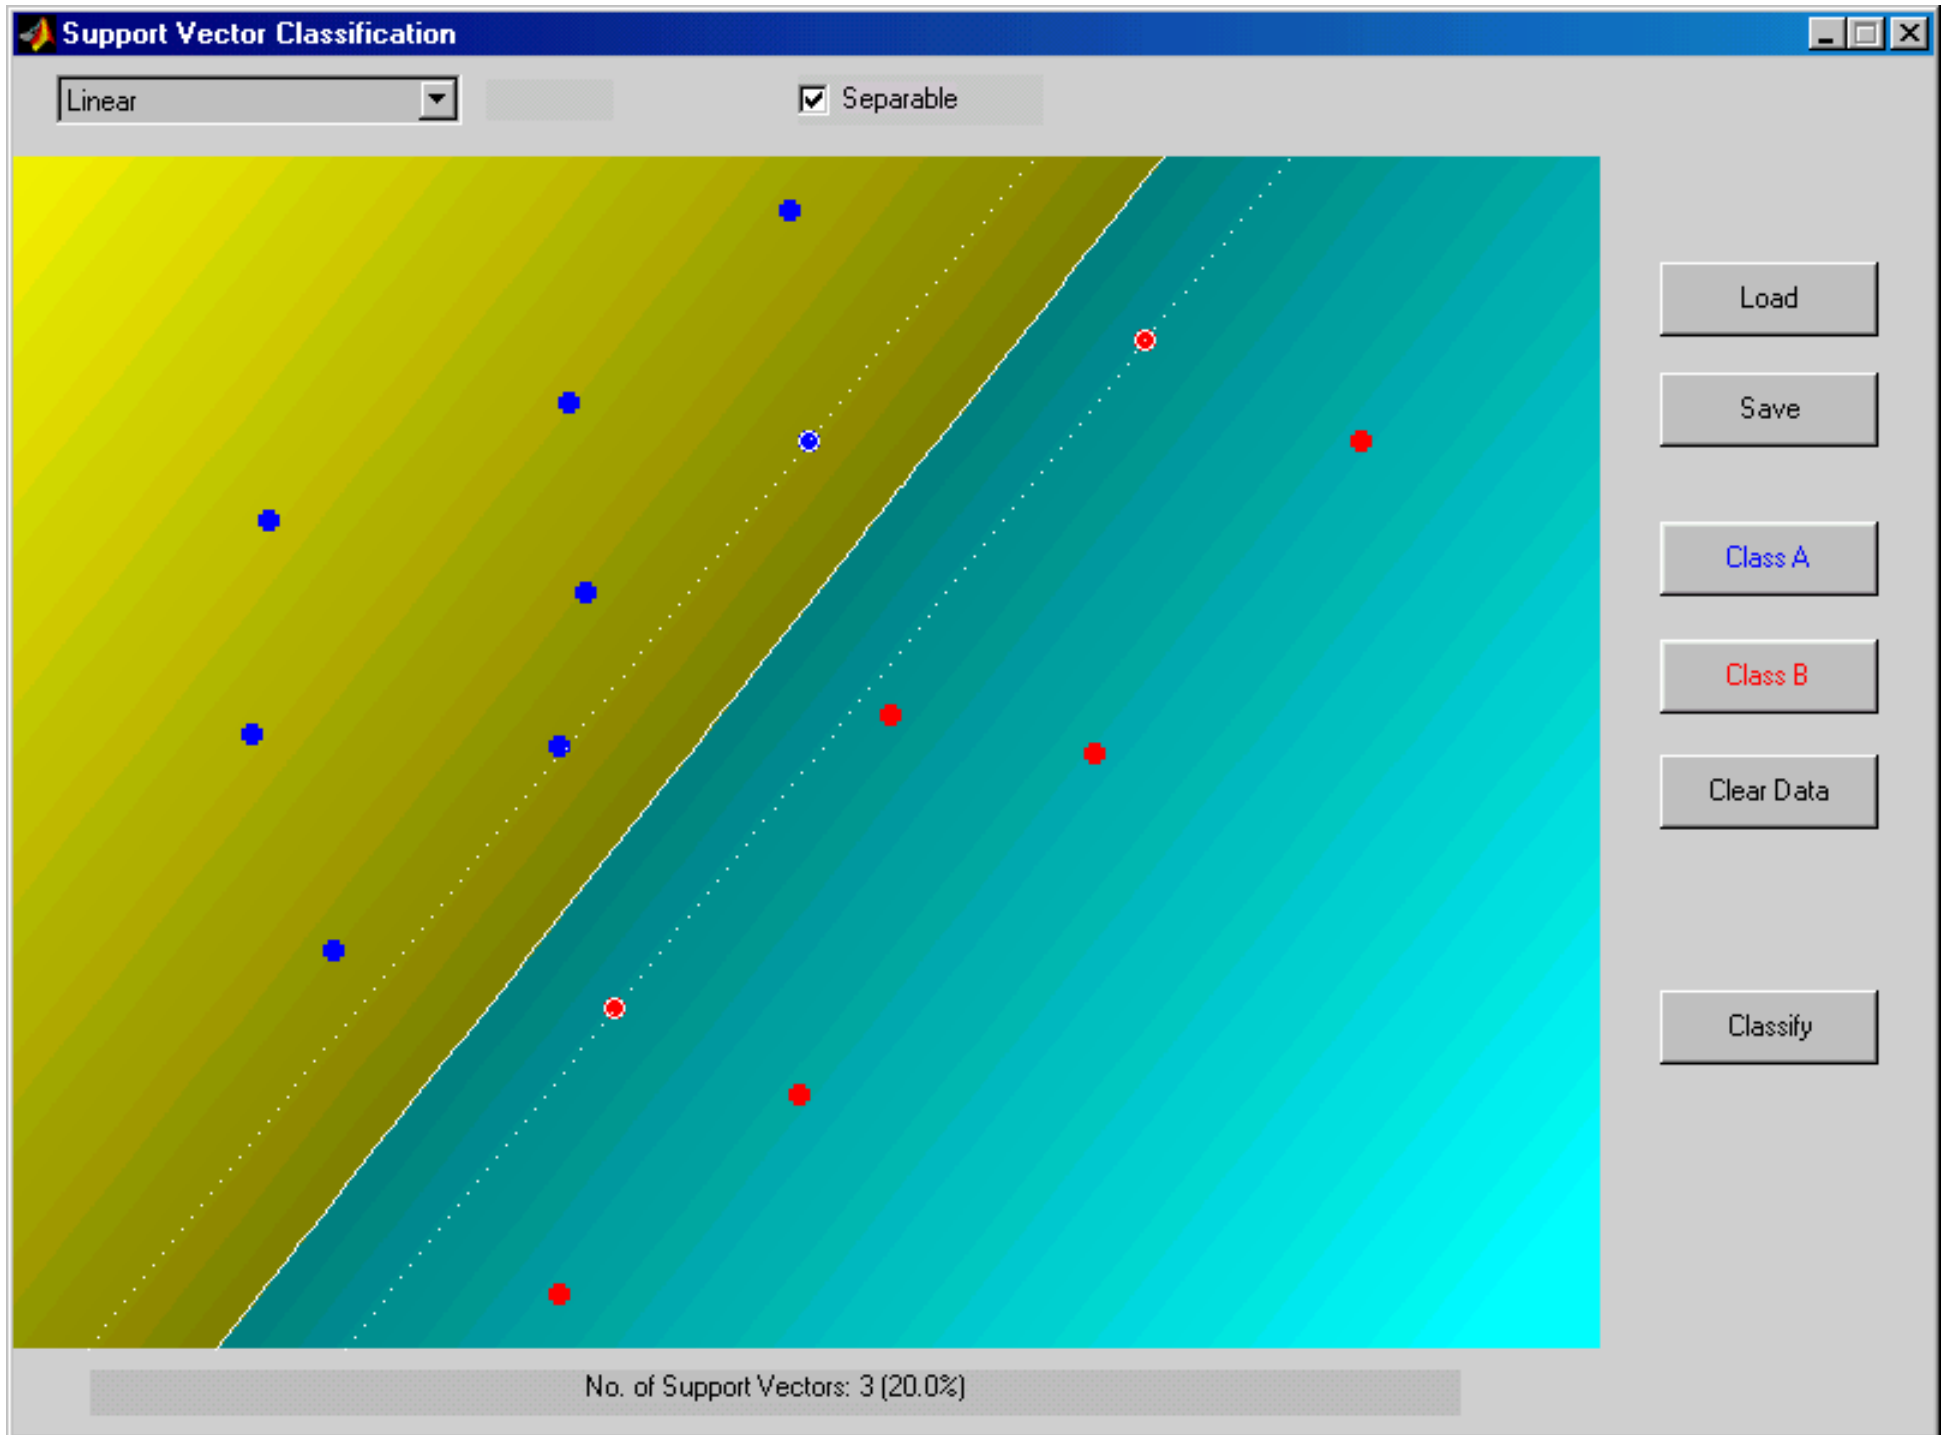 Support Vector Classification
Linear
Separable
Load
Save
Class A
Class B
Clear Data
Classify
No. of Support Vectors: 3 (20.0%)